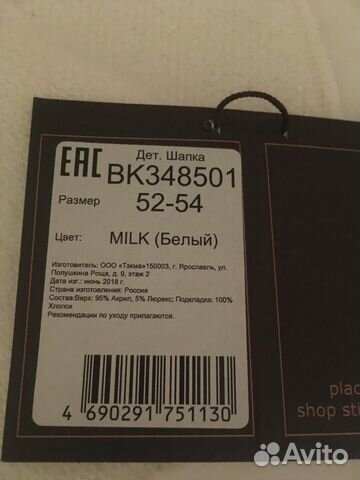 EAC
Дет. Шапка
BK348501
Размер 52-54
Цвет: MILK (Белый)
Изготовитель: ООО «Тэкма»150003, г. Ярославль, ул.
Полушкина Роща, д. 9, этаж 2
Дата изг.: июнь 2018 г.
Страна изготовления: Россия
Состав:Верх: 95% Акрил, 5% Люрекс; Подкладка: 100%
Хлопок
Рекомендации по уходу прилагаются.
4 690291 751130
plac
shop sti
Avito